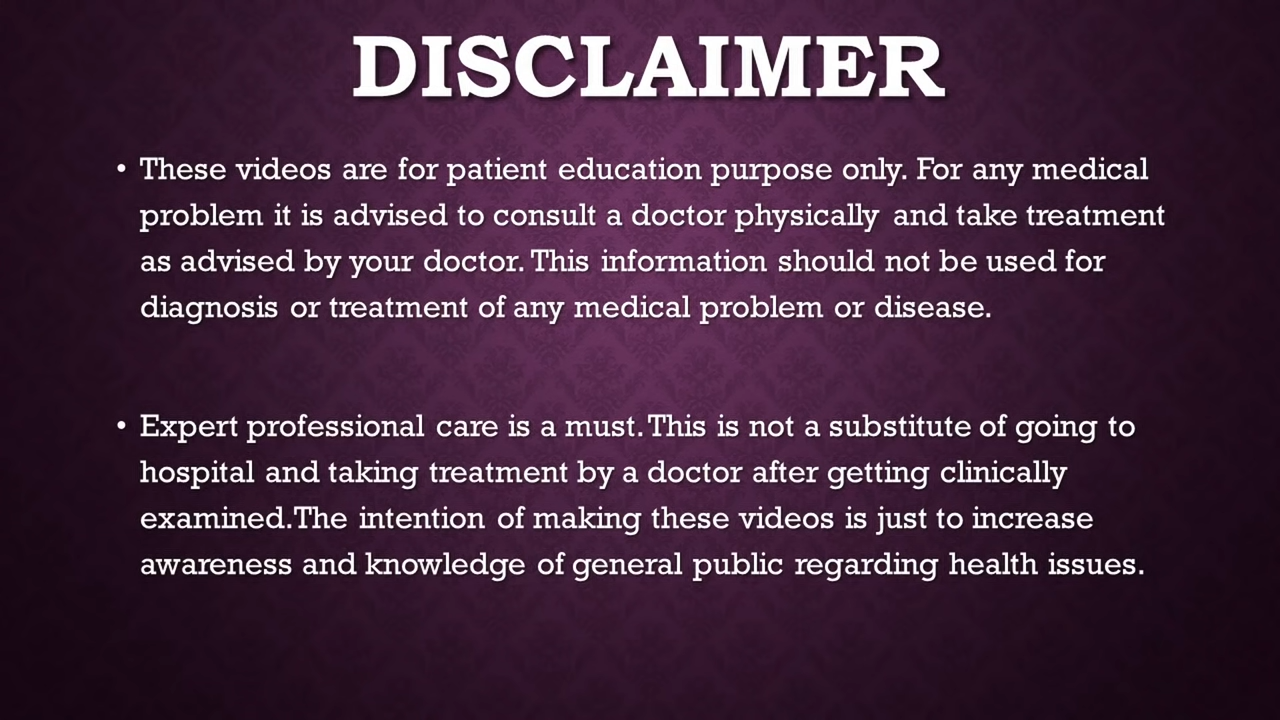 DISCLAIMER
• These videos are for patient education purpose only. For any medical
problem it is advised to consult a doctor physically and take treatment
as advised by your doctor. This information should not be used for
diagnosis or treatment of any medical problem or disease.
• Expert professional care is a must. This is not a substitute of going to
hospital and taking treatment by a doctor after getting clinically
examined.The intention of making these videos is just to increase
awareness and knowledge of general public regarding health issues.